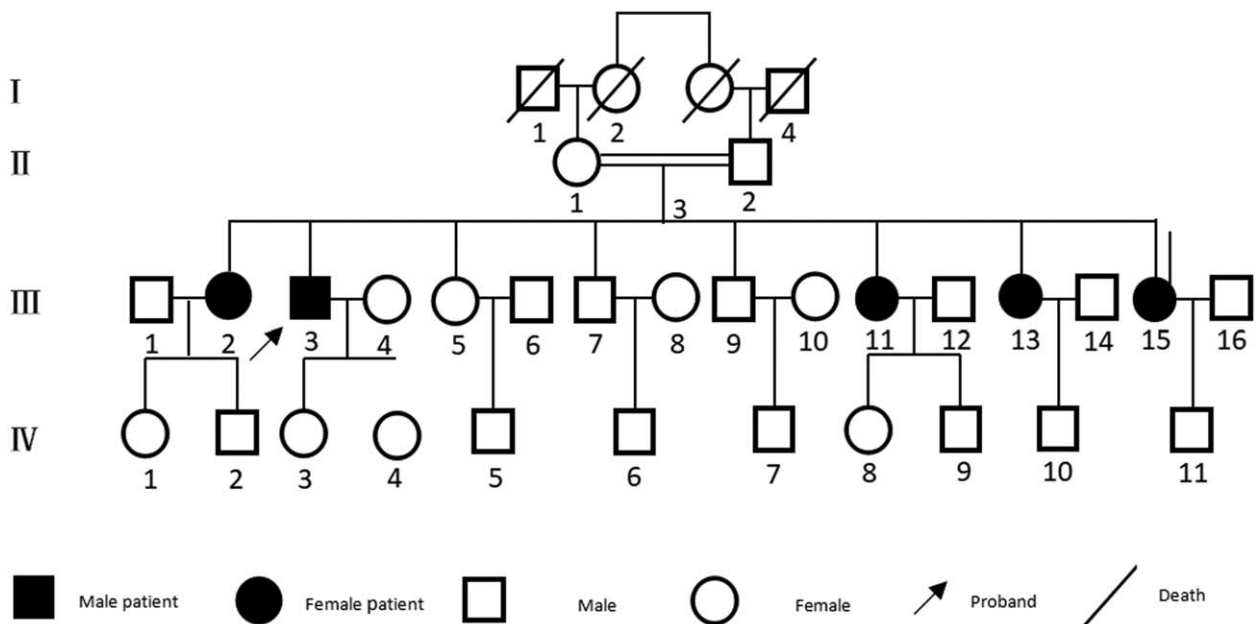 I
1 2 4
II
1 3 2
III
1 2 3 4 5 6 7 8 9 10 11 12 13 14 15 16
IV
1 2 3 4 5 6 7 8 9 10 11
Male patient Female patient Male Female Proband Death